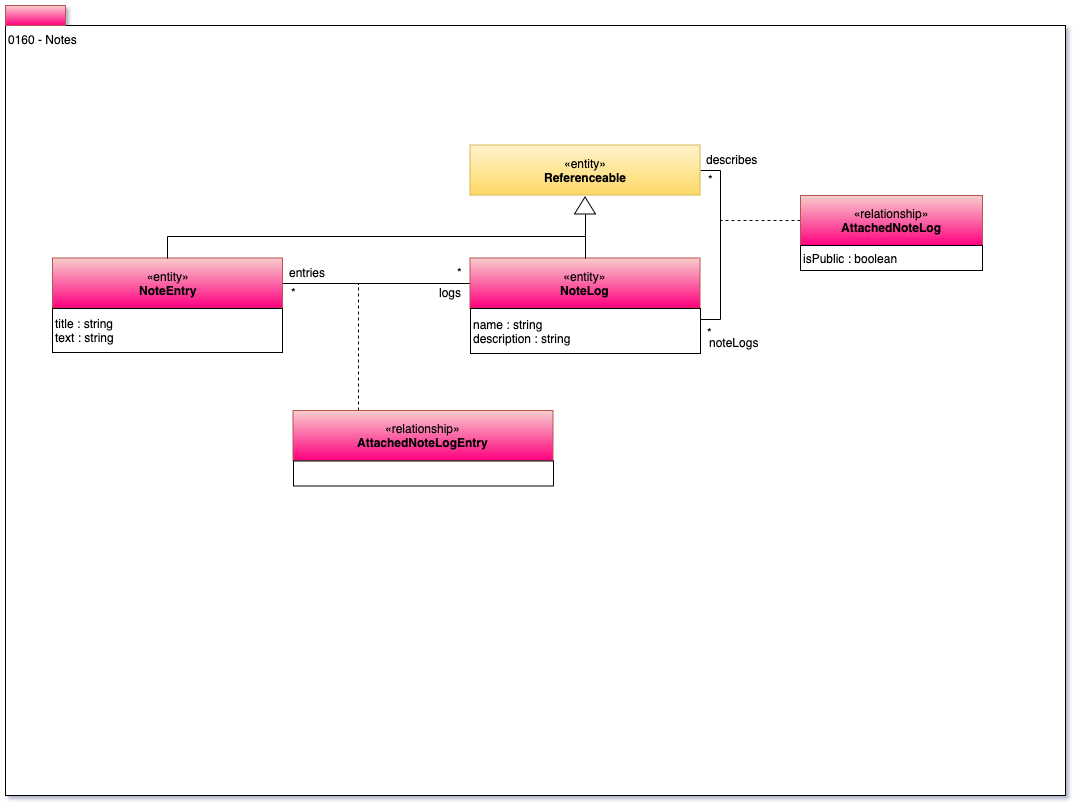 0160 - Notes
«entity»
Referenceable
describes
*
«relationship»
AttachedNoteLog
isPublic : boolean
«entity»
NoteEntry
title : string
text : string
entries
*
*
logs
«entity»
NoteLog
name : string
description : string
*
noteLogs
«relationship»
AttachedNoteLogEntry